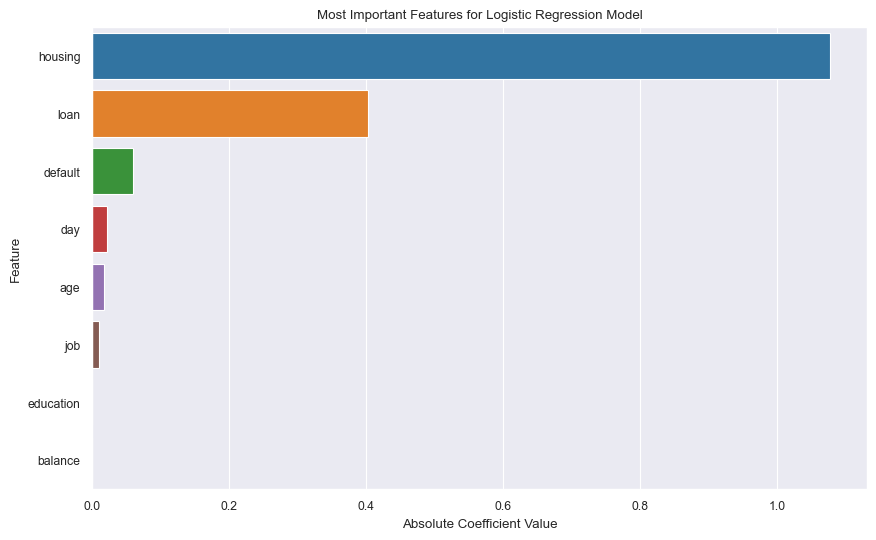 Most Important Features for Logistic Regression Model
housing
loan
default
day
age
job
education
balance
Feature
0.0 0.2 0.4 0.6 0.8 1.0
Absolute Coefficient Value